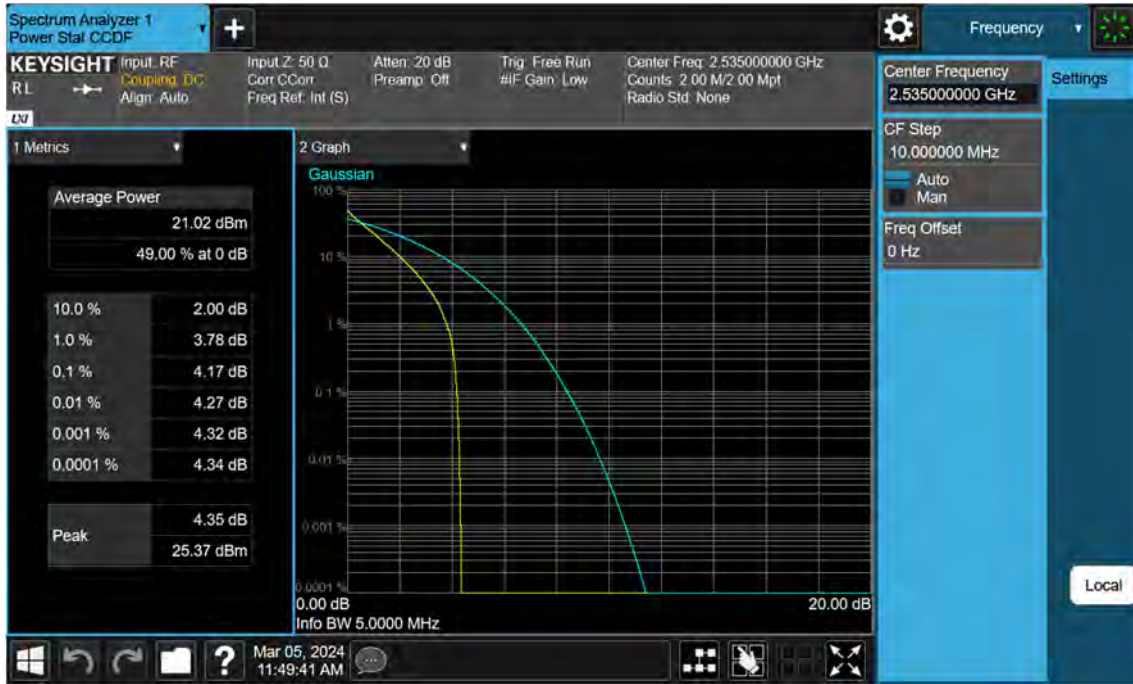 Spectrum Analyzer 1
Power Stat CCDF
Frequency
KEYSIGHT
RL
LXI
Input: RF
Coupling: DC
Align: Auto
Input Z: 50 Ω
Corr CCorr
Freq Ref: Int (S)
Atten: 20 dB
Preamp: Off
Trig: Free Run
#IF Gain: Low
Center Freq: 2.535000000 GHz
Counts: 2.00 M/2.00 Mpt
Radio Std: None
Center Frequency
2.535000000 GHz
Settings
CF Step
10.000000 MHz
Auto
Man
Freq Offset
0 Hz
1 Metrics
Average Power
21.02 dBm
49.00 % at 0 dB
10.0 % 2.00 dB
1.0 % 3.78 dB
0.1 % 4.17 dB
0.01 % 4.27 dB
0.001 % 4.32 dB
0.0001 % 4.34 dB
Peak
4.35 dB
25.37 dBm
2 Graph
Gaussian
100 %
10 %
1 %
0.1 %
0.01 %
0.001 %
0.0001 %
0.00 dB 20.00 dB
Info BW 5.0000 MHz
Local
?
Mar 05, 2024
11:49:41 AM